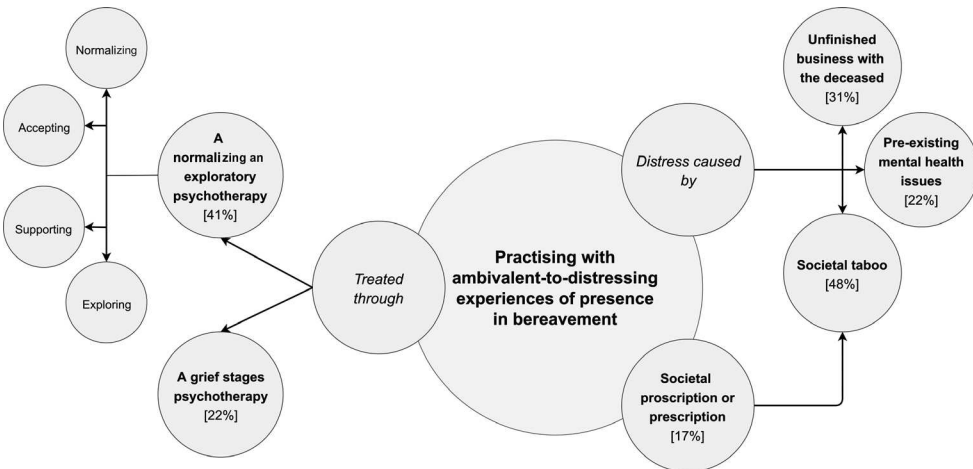 Normalizing
Accepting
Supporting
Exploring
A
normalizing an
exploratory
psychotherapy
[41%]
A grief stages
psychotherapy
[22%]
Treated
through
Practising with
ambivalent-to-distressing
experiences of presence
in bereavement
Distress caused
by
Societal
proscription or
prescription
[17%]
Unfinished
business with
the deceased
[31%]
Pre-existing
mental health
issues
[22%]
Societal taboo
[48%]